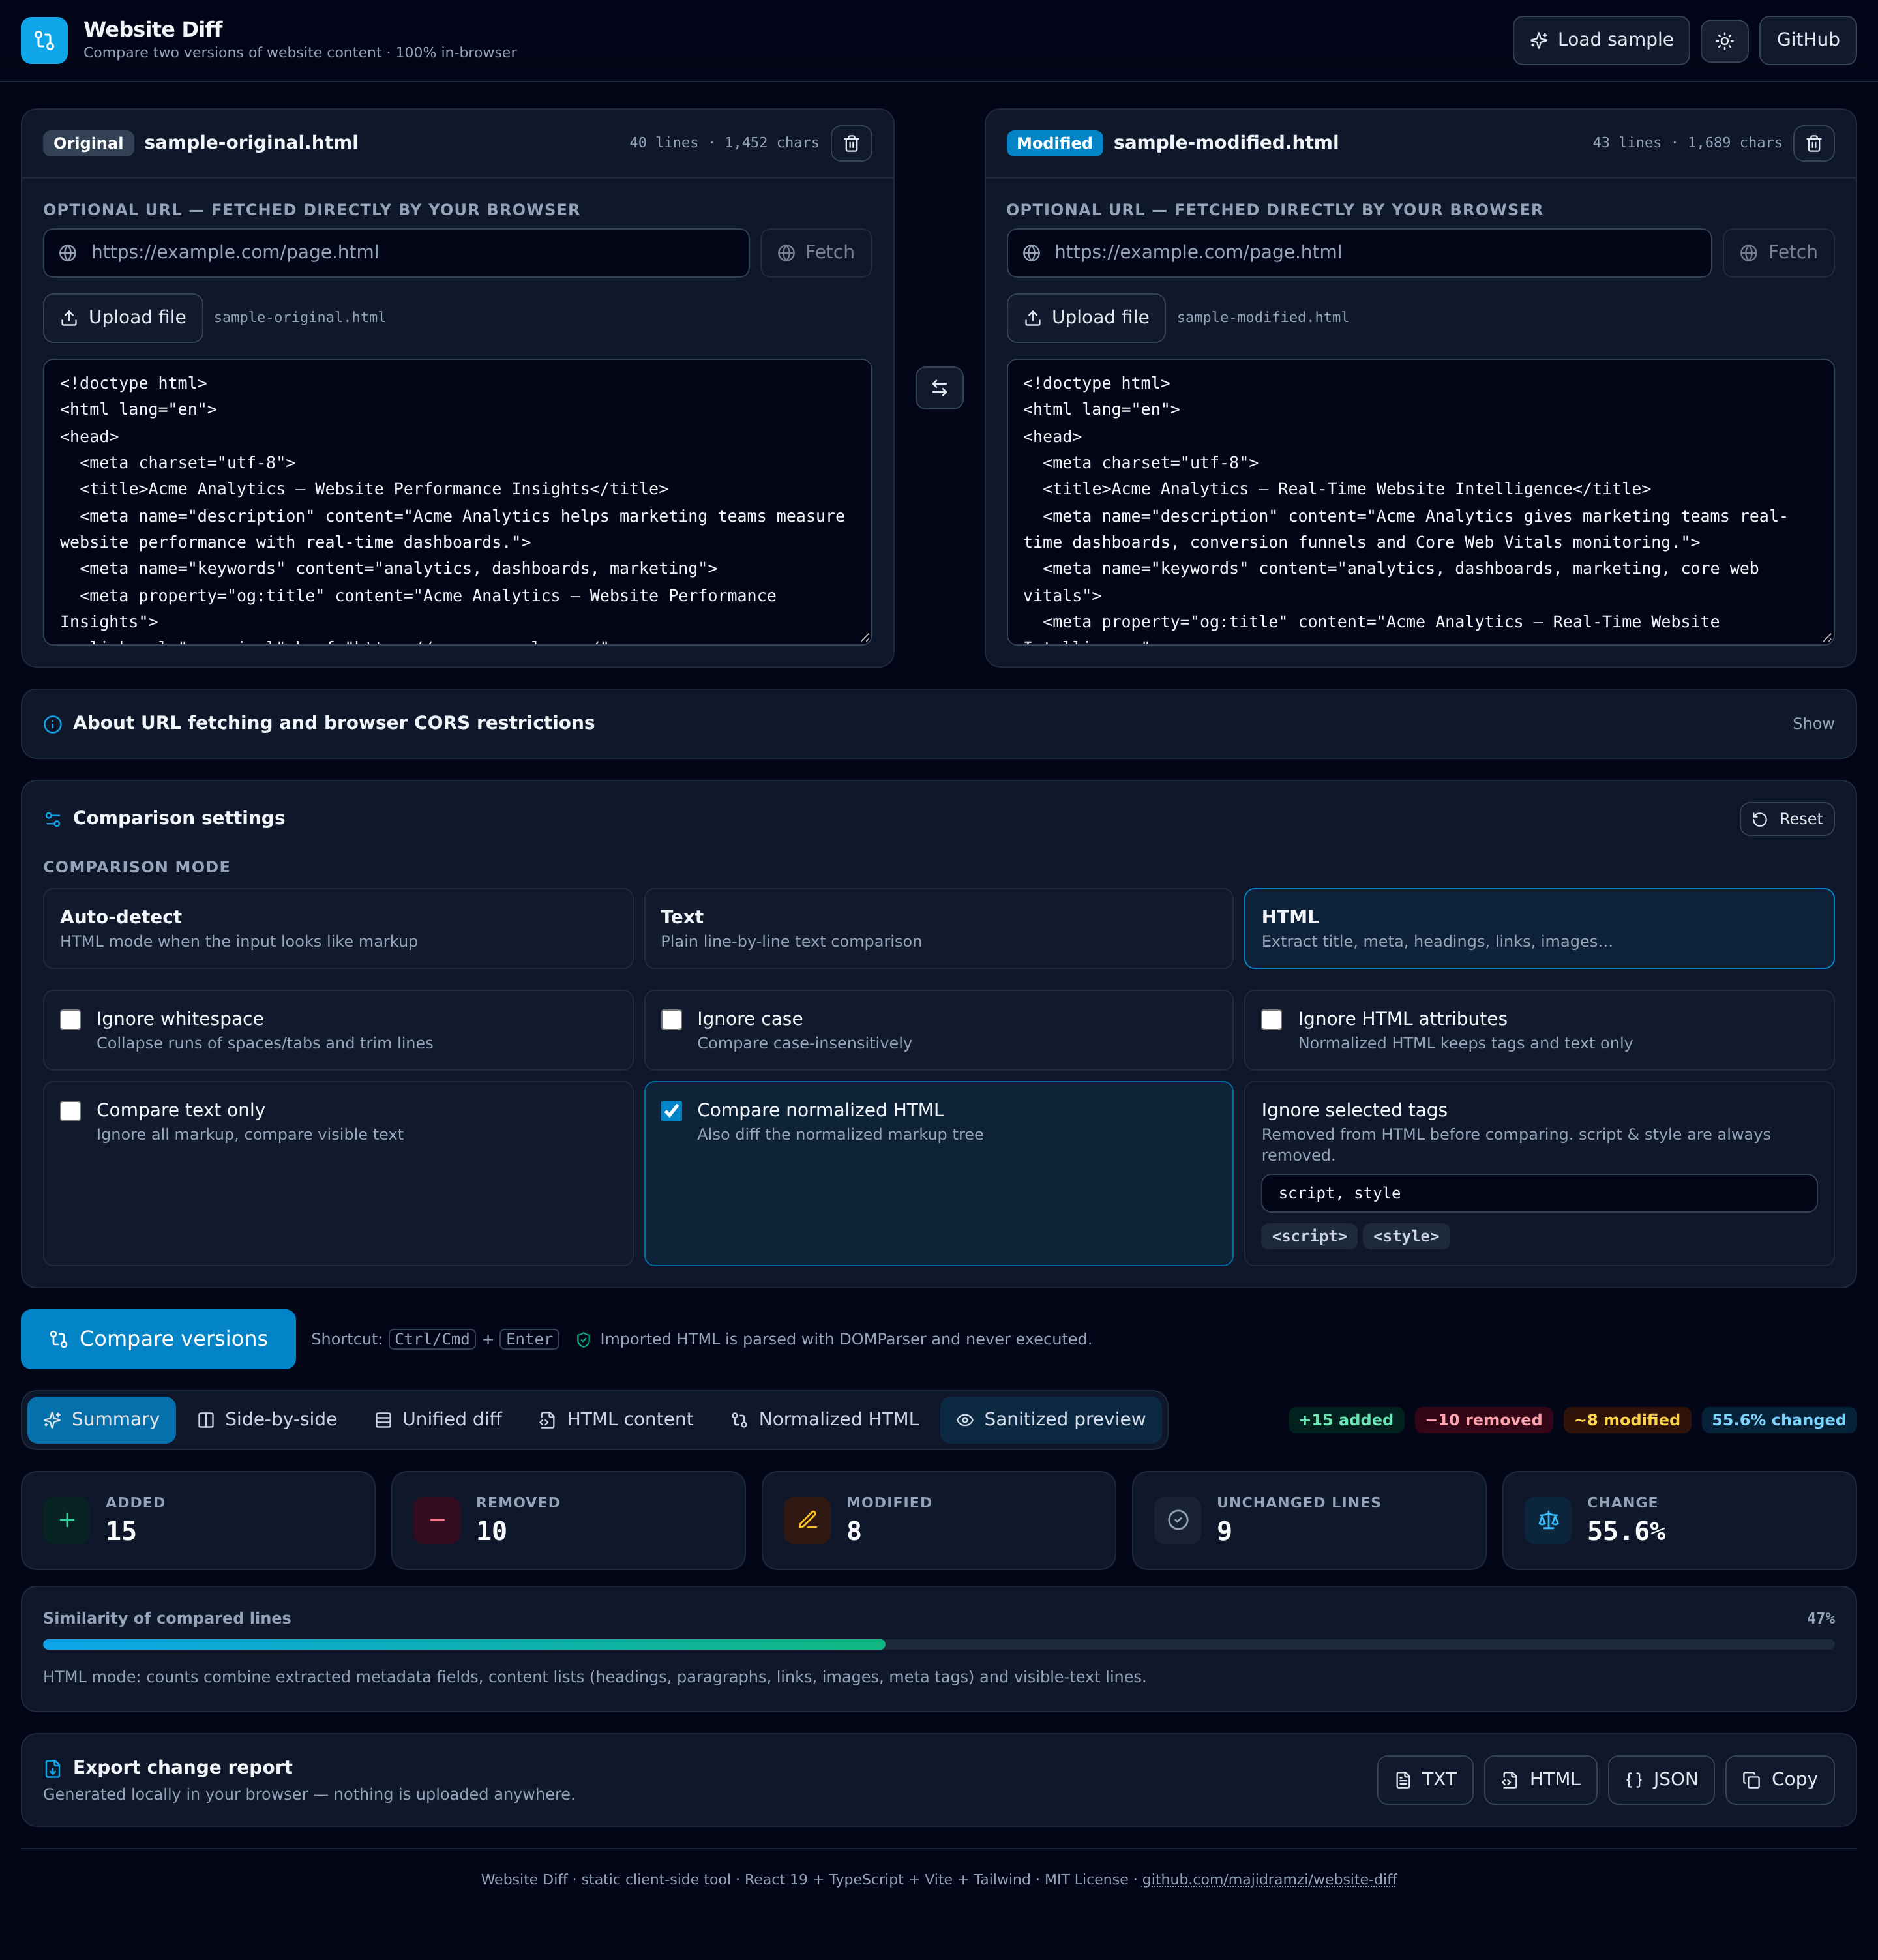 Website Diff
Compare two versions of website content · 100% in-browser
Load sample
GitHub
Original sample-original.html
40 lines · 1,452 chars
OPTIONAL URL — FETCHED DIRECTLY BY YOUR BROWSER
https://example.com/page.html
Fetch
Upload file
sample-original.html
<!doctype html>
<html lang="en">
<head>
<meta charset="utf-8">
<title>Acme Analytics — Website Performance Insights</title>
<meta name="description" content="Acme Analytics helps marketing teams measure
website performance with real-time dashboards.">
<meta name="keywords" content="analytics, dashboards, marketing">
<meta property="og:title" content="Acme Analytics — Website Performance
Insights">
Modified sample-modified.html
43 lines · 1,689 chars
OPTIONAL URL — FETCHED DIRECTLY BY YOUR BROWSER
https://example.com/page.html
Fetch
Upload file
sample-modified.html
<!doctype html>
<html lang="en">
<head>
<meta charset="utf-8">
<title>Acme Analytics — Real-Time Website Intelligence</title>
<meta name="description" content="Acme Analytics gives marketing teams real-
time dashboards, conversion funnels and Core Web Vitals monitoring.">
<meta name="keywords" content="analytics, dashboards, marketing, core web
vitals">
<meta property="og:title" content="Acme Analytics — Real-Time Website
About URL fetching and browser CORS restrictions
Show
Comparison settings
Reset
COMPARISON MODE
Auto-detect
HTML mode when the input looks like markup
Text
Plain line-by-line text comparison
HTML
Extract title, meta, headings, links, images…
Ignore whitespace
Collapse runs of spaces/tabs and trim lines
Ignore case
Compare case-insensitively
Ignore HTML attributes
Normalized HTML keeps tags and text only
Compare text only
Ignore all markup, compare visible text
Compare normalized HTML
Also diff the normalized markup tree
Ignore selected tags
Removed from HTML before comparing. script & style are always
removed.
script, style
<script> <style>
Compare versions
Shortcut: Ctrl/Cmd + Enter
Imported HTML is parsed with DOMParser and never executed.
Summary
Side-by-side
Unified diff
HTML content
Normalized HTML
Sanitized preview
+15 added
−10 removed
~8 modified
55.6% changed
ADDED
15
REMOVED
10
MODIFIED
8
UNCHANGED LINES
9
CHANGE
55.6%
Similarity of compared lines
47%
HTML mode: counts combine extracted metadata fields, content lists (headings, paragraphs, links, images, meta tags) and visible-text lines.
Export change report
Generated locally in your browser — nothing is uploaded anywhere.
TXT
HTML
JSON
Copy
Website Diff · static client-side tool · React 19 + TypeScript + Vite + Tailwind · MIT License · github.com/majidramzi/website-diff